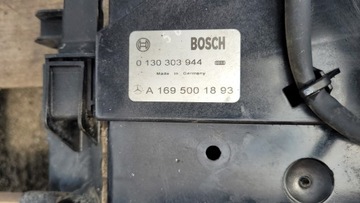 BOSCH
0 130 303 944
Made in Germany
A 169 500 18 93